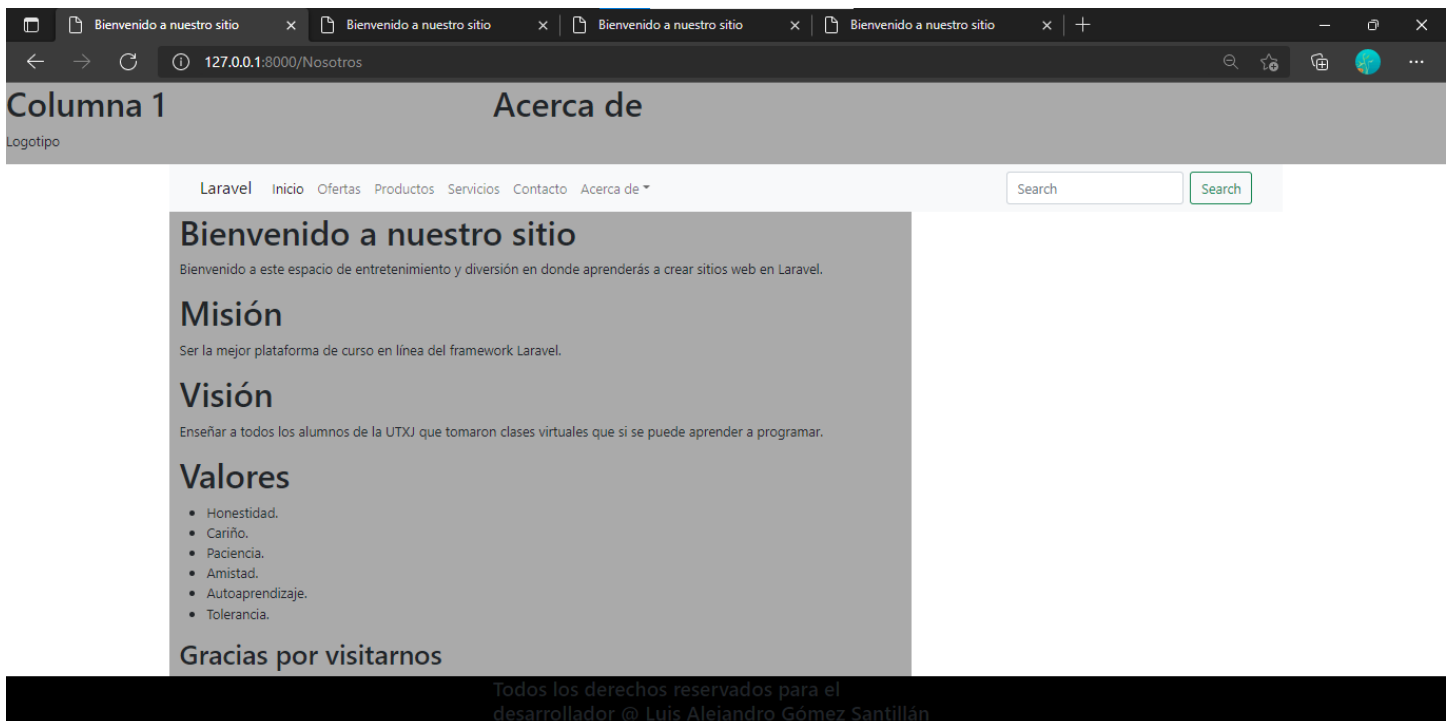 Bienvenido a nuestro sitio Bienvenido a nuestro sitio Bienvenido a nuestro sitio Bienvenido a nuestro sitio
127.0.0.1:8000/Nosotros
Columna 1 Acerca de
Logotipo
Laravel Inicio Ofertas Productos Servicios Contacto Acerca de Search Search
Bienvenido a nuestro sitio
Bienvenido a este espacio de entretenimiento y diversión en donde aprenderás a crear sitios web en Laravel.
Misión
Ser la mejor plataforma de curso en línea del framework Laravel.
Visión
Enseñar a todos los alumnos de la UTXJ que tomaron clases virtuales que si se puede aprender a programar.
Valores
• Honestidad.
• Cariño.
• Paciencia.
• Amistad.
• Autoaprendizaje.
• Tolerancia.
Gracias por visitarnos
Todos los derechos reservados para el
desarrollador @ Luis Alejandro Gómez Santillán